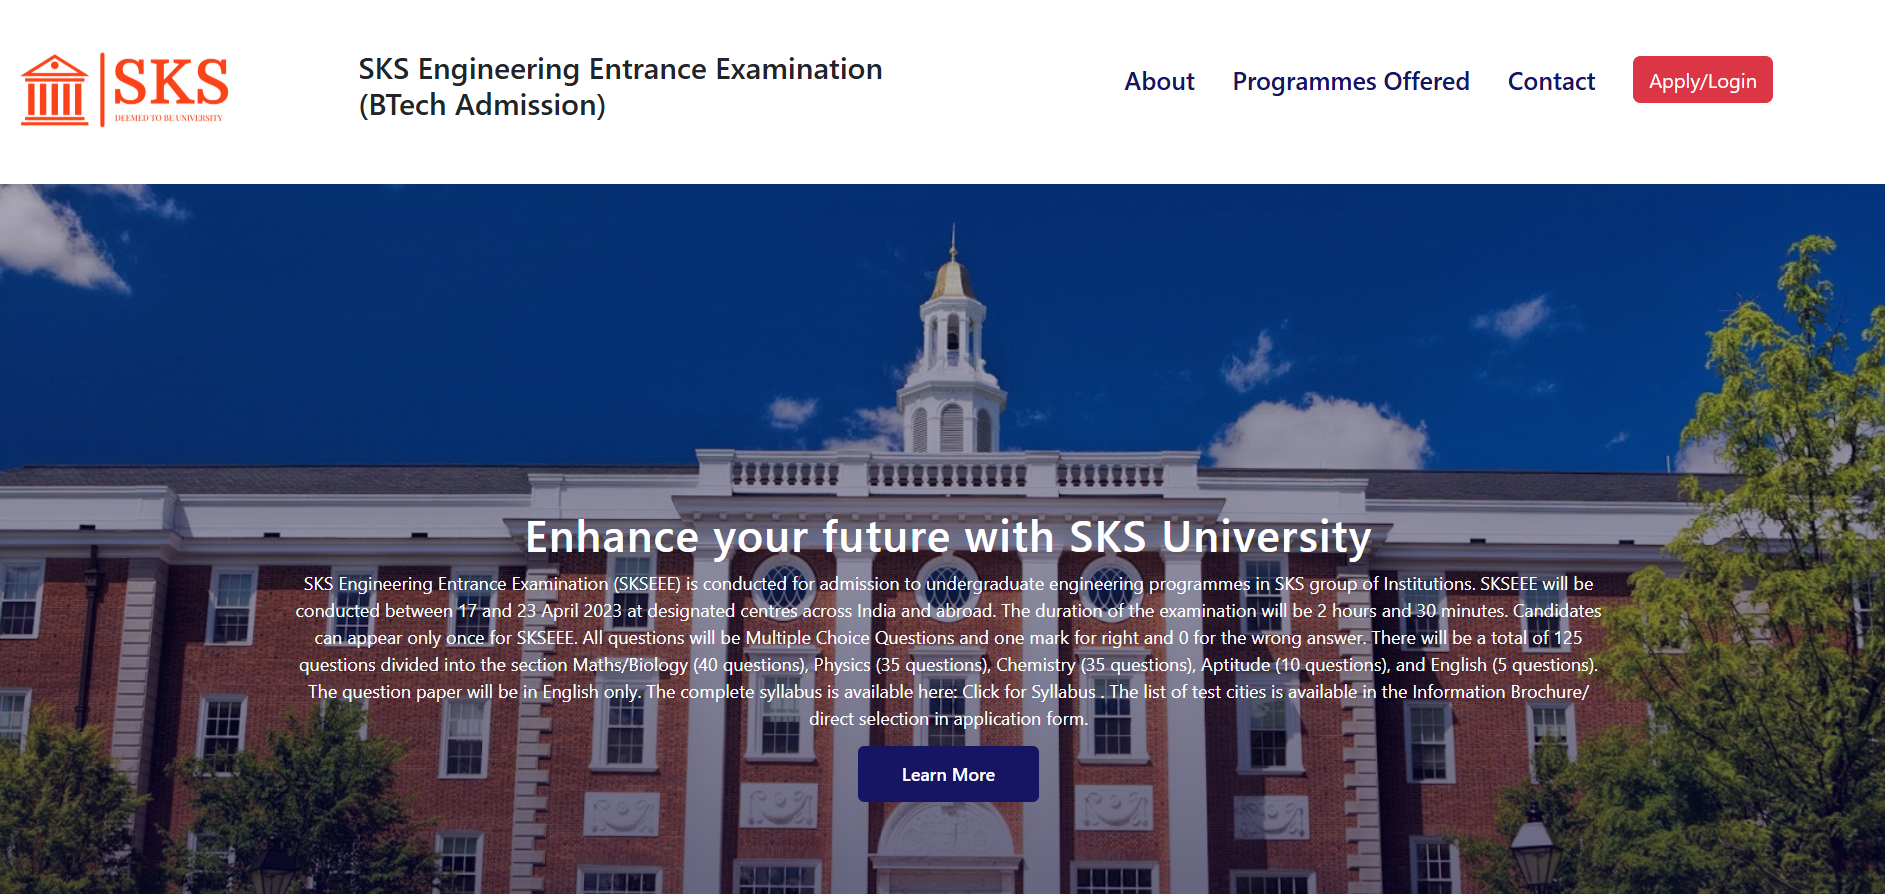 SKS
DEEMED TO BE UNIVERSITY
SKS Engineering Entrance Examination
(BTech Admission)
About
Programmes Offered
Contact
Apply/Login
Enhance your future with SKS University
SKS Engineering Entrance Examination (SKSEEE) is conducted for admission to undergraduate engineering programmes in SKS group of Institutions. SKSEEE will be
conducted between 17 and 23 April 2023 at designated centres across India and abroad. The duration of the examination will be 2 hours and 30 minutes. Candidates
can appear only once for SKSEEE. All questions will be Multiple Choice Questions and one mark for right and 0 for the wrong answer. There will be a total of 125
questions divided into the section Maths/Biology (40 questions), Physics (35 questions), Chemistry (35 questions), Aptitude (10 questions), and English (5 questions).
The question paper will be in English only. The complete syllabus is available here: Click for Syllabus . The list of test cities is available in the Information Brochure/
direct selection in application form.
Learn More